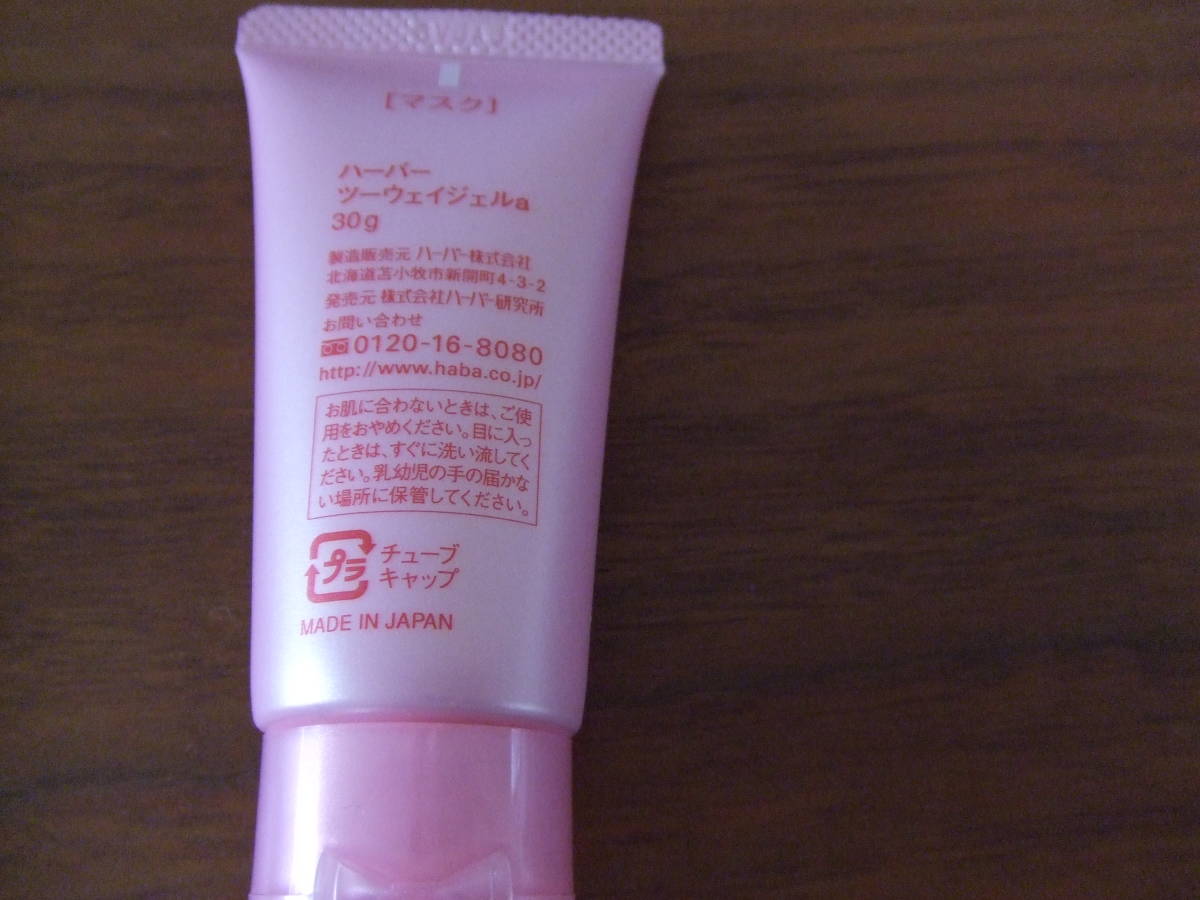 [マスク]
ハーバー
ツーウェイジェルa
30g
製造販売元 ハーバー株式会社
北海道苫小牧市新開町4-3-2
発売元 株式会社ハーバー研究所
お問い合わせ
0120-16-8080
http://www.haba.co.jp/
お肌に合わないときは、ご使
用をおやめください。目に入っ
たときは、すぐに洗い流してく
ださい。乳幼児の手の届かな
い場所に保管してください。
プラ
チューブ
キャップ
MADE IN JAPAN